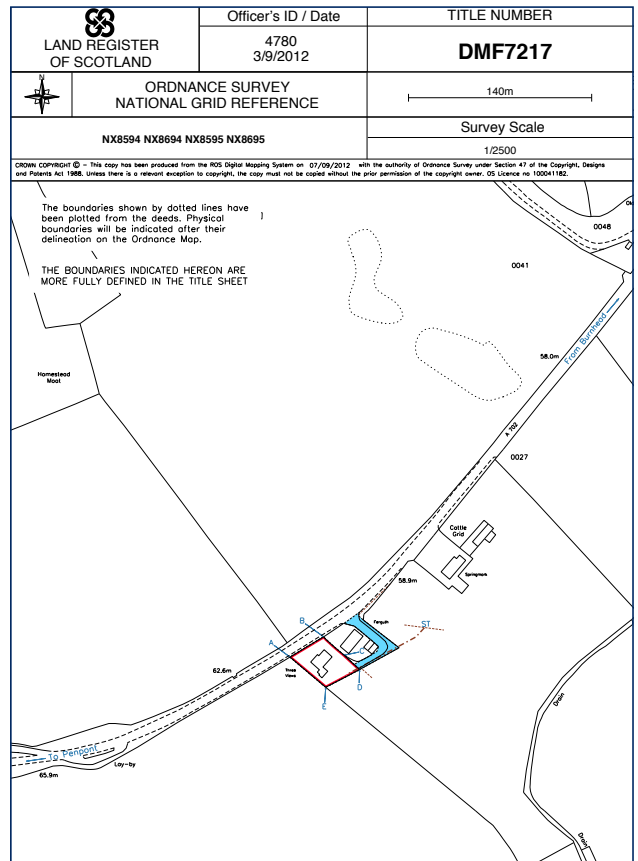 LAND REGISTER
OF SCOTLAND
Officer's ID / Date
4780
3/9/2012
TITLE NUMBER
DMF7217
N
ORDNANCE SURVEY
NATIONAL GRID REFERENCE
140m
NX8594 NX8694 NX8595 NX8695
Survey Scale
1/2500
CROWN COPYRIGHT © – This copy has been produced from the ROS Digital Mapping System on 07/09/2012 with the authority of Ordnance Survey under Section 47 of the Copyright, Designs
and Patents Act 1988. Unless there is a relevant exception to copyright, the copy must not be copied without the prior permission of the copyright owner. OS Licence no 100041182.
The boundaries shown by dotted lines have
been plotted from the deeds. Physical
boundaries will be indicated after their
delineation on the Ordnance Map.
THE BOUNDARIES INDICATED HEREON ARE
MORE FULLY DEFINED IN THE TITLE SHEET
0048
0041
From Burnhead
58.0m
Homestead
Moat
A 702
0027
Cattle
Grid
Springmark
58.9m
Ferguth
ST
B
A
C
D
E
Three
Views
62.6m
To Penpont
Lay-by
65.9m
Drain
Drain